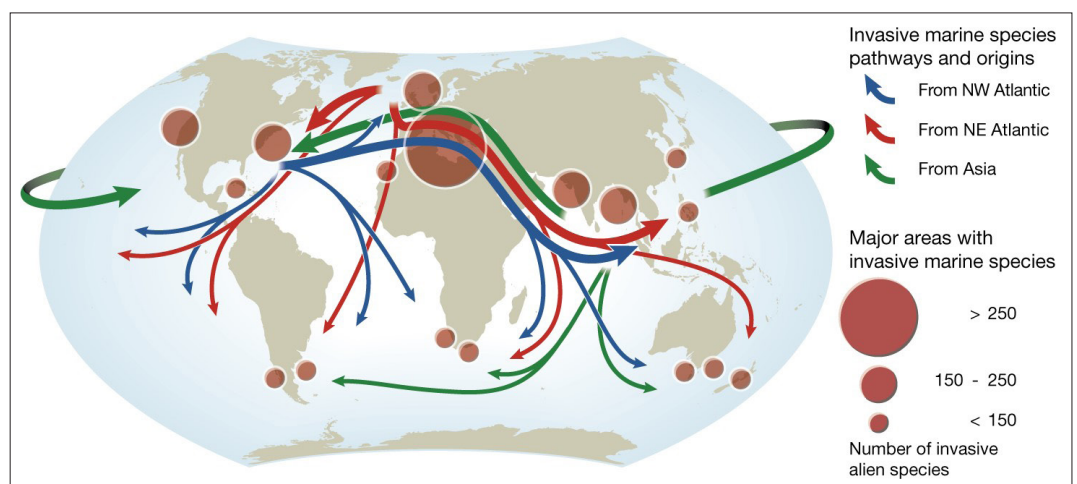 Invasive marine species
pathways and origins
From NW Atlantic
From NE Atlantic
From Asia
Major areas with
invasive marine species
> 250
150 - 250
< 150
Number of invasive
alien species